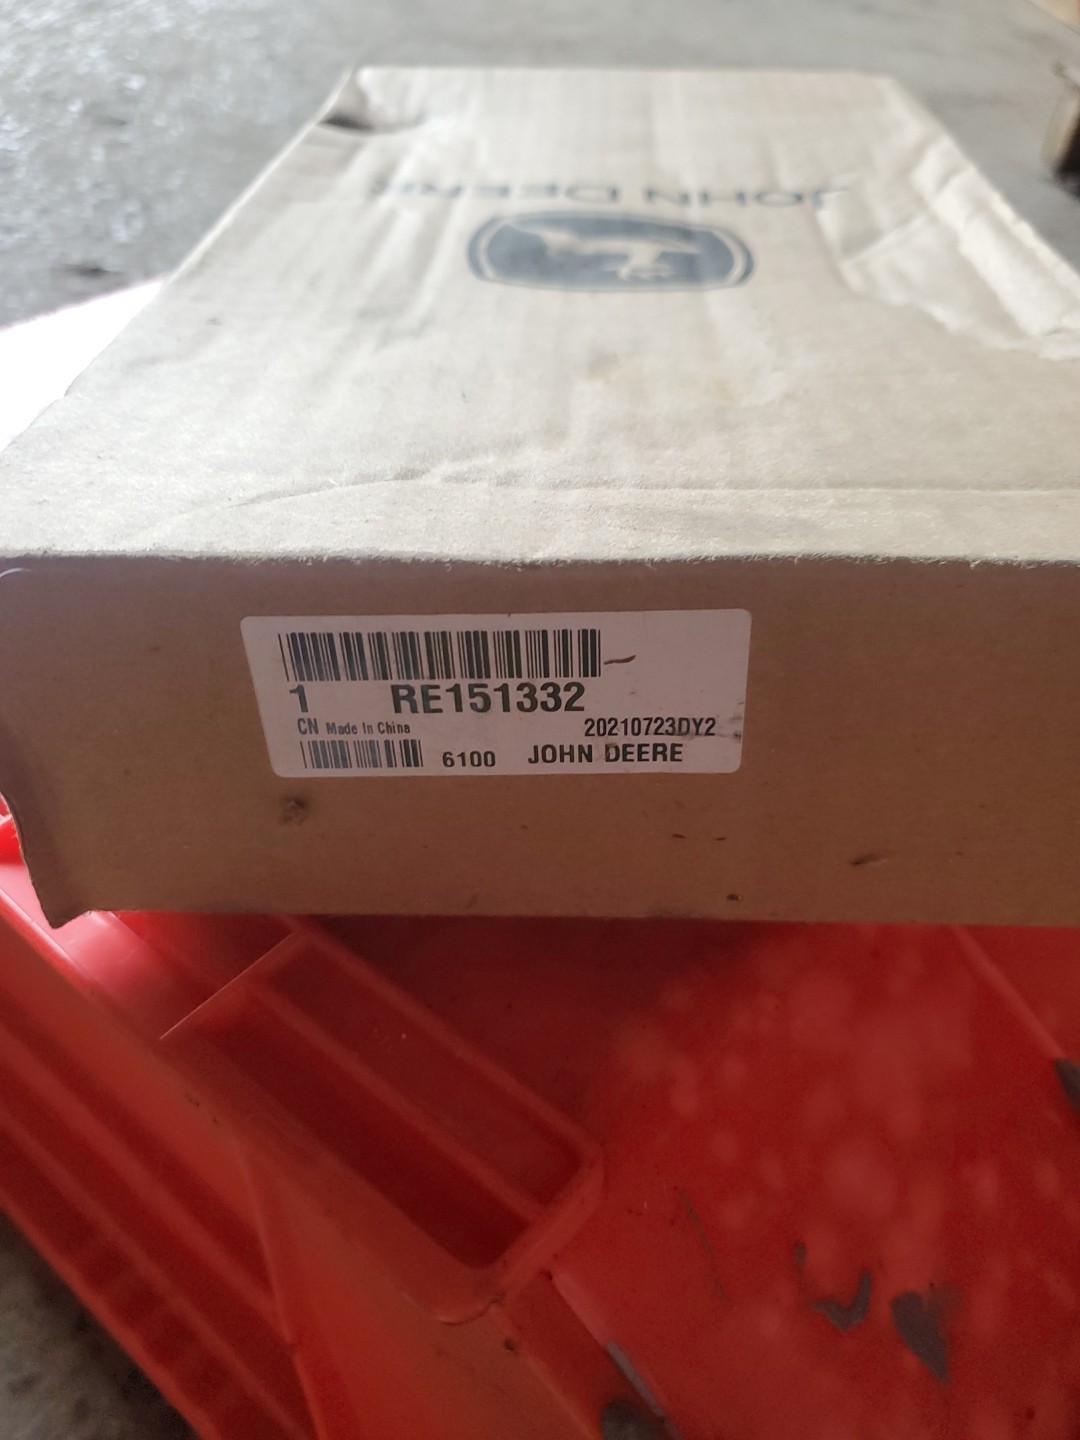 JOHN DEERE
1 RE151332
CN Made In China 20210723DY2
6100 JOHN DEERE